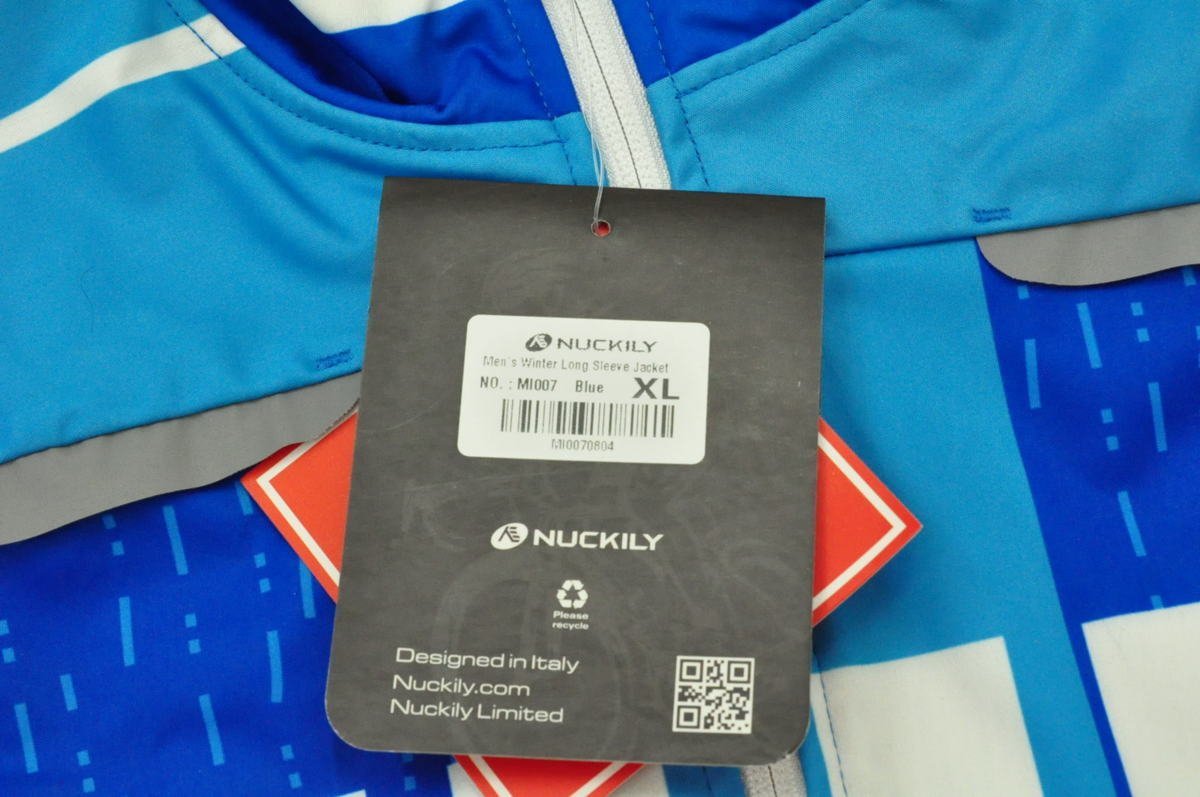 NUCKILY
Men's Winter Long Sleeve Jacket
NO. : MI007 Blue XL
MI0070804
NUCKILY
Please
recycle
Designed in Italy
Nuckily.com
Nuckily Limited